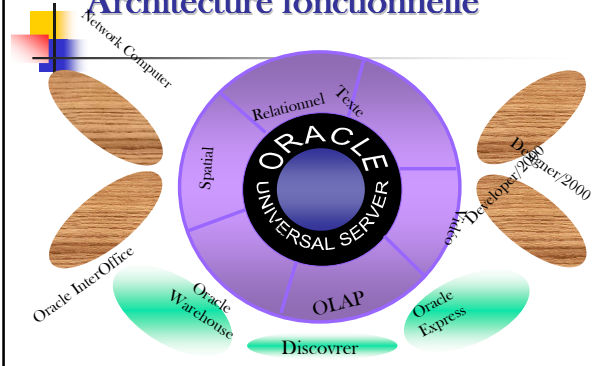 Architecture fonctionnelle
Network Computer
Relationnel
Texte
Spatial
ORACLE
UNIVERSAL SERVER
Vidéo
OLAP
Designer/2000
Developer/2000
Oracle InterOffice
Oracle
Warehouse
Discovrer
Oracle
Express